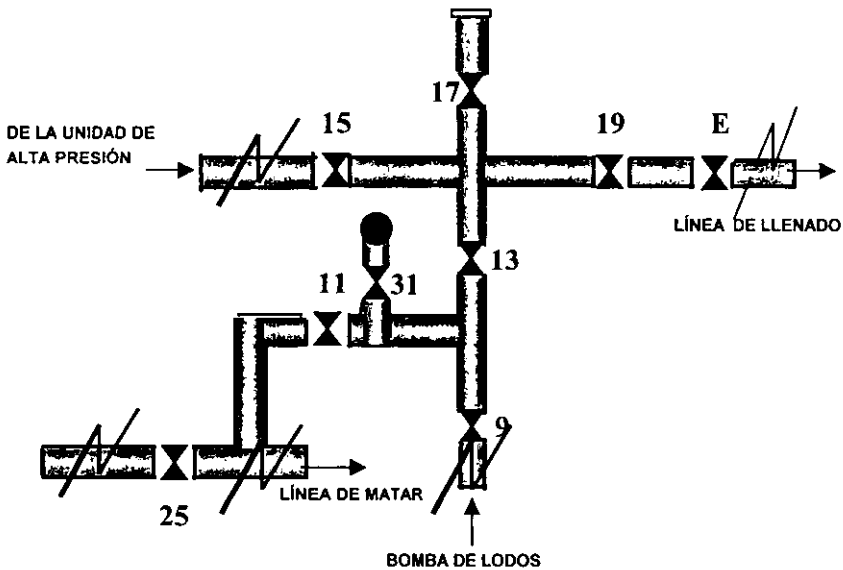 17
DE LA UNIDAD DE
ALTA PRESIÓN
15
19
E
LÍNEA DE LLENADO
13
11
31
9
LÍNEA DE MATAR
25
BOMBA DE LODOS